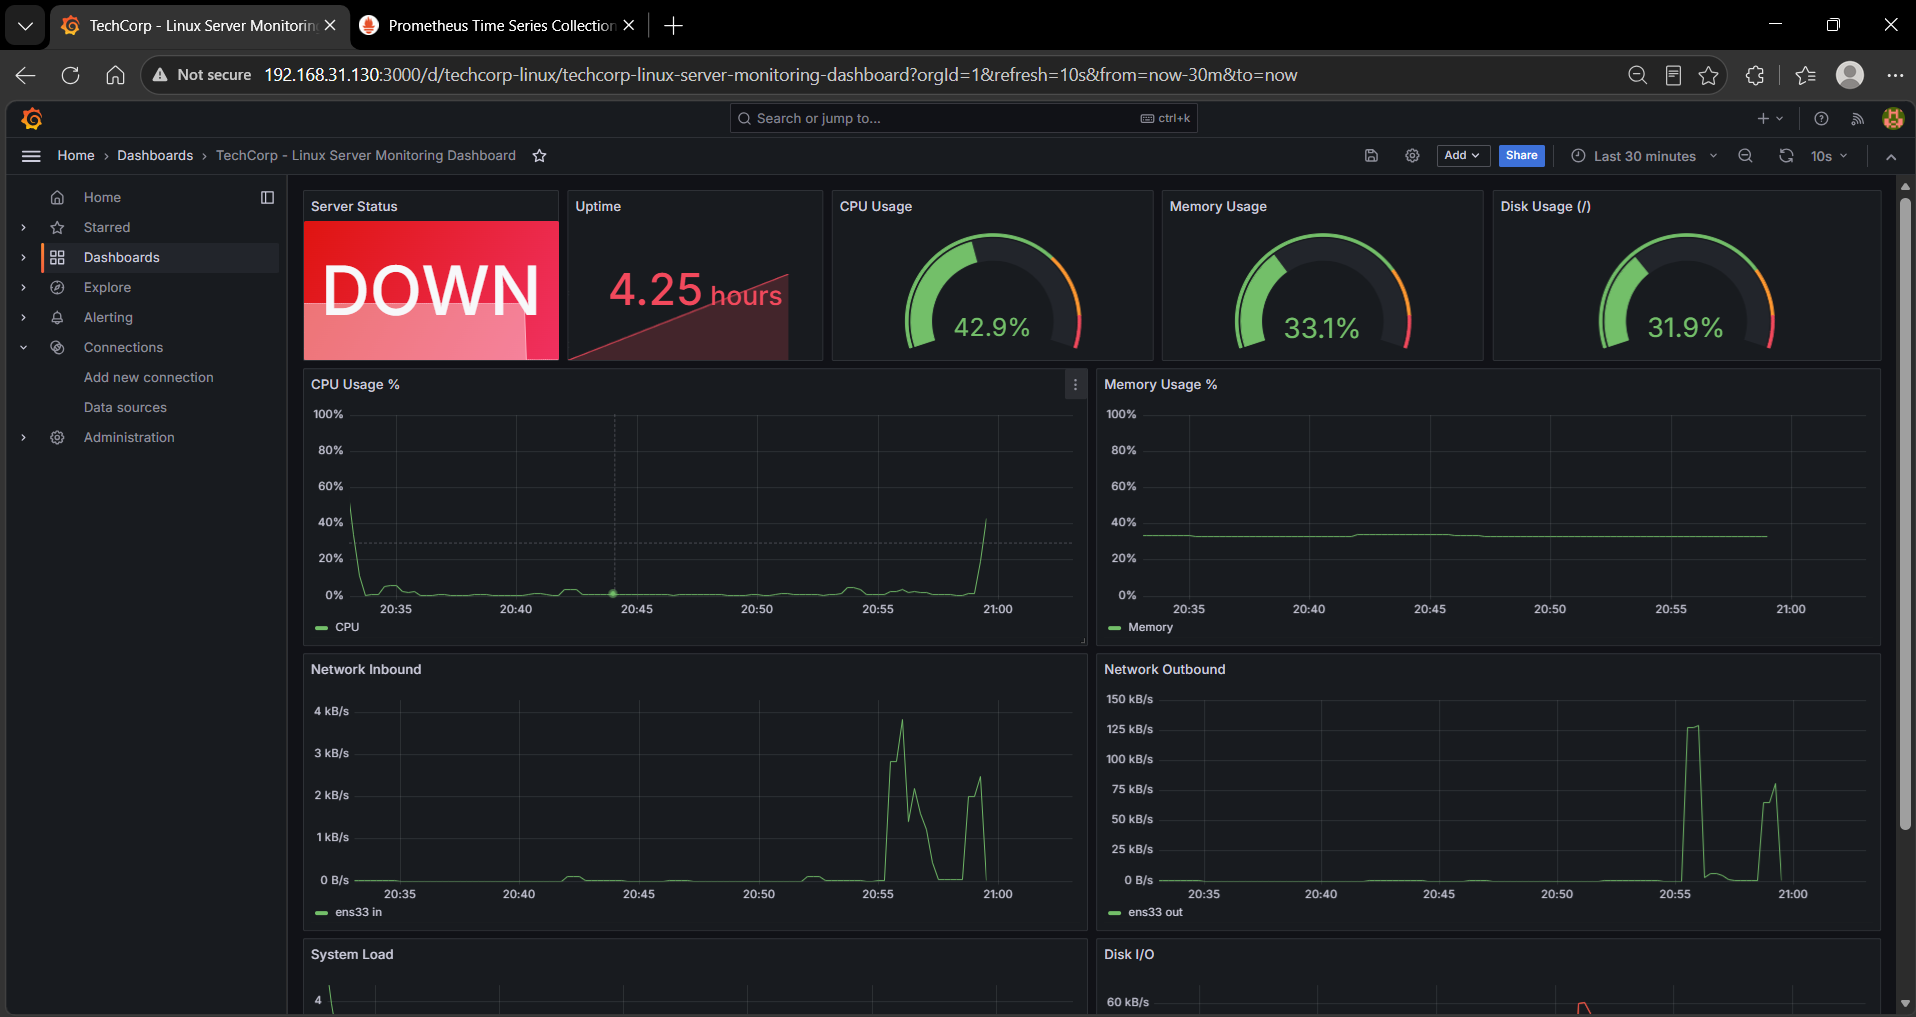 TechCorp - Linux Server Monitorin
Prometheus Time Series Collection
Not secure 192.168.31.130:3000/d/techcorp-linux/techcorp-linux-server-monitoring-dashboard?orgId=1&refresh=10s&from=now-30m&to=now
Search or jump to... ctrl+k
Home › Dashboards › TechCorp - Linux Server Monitoring Dashboard
Add Share Last 30 minutes 10s
Home
Starred
Dashboards
Explore
Alerting
Connections
Add new connection
Data sources
Administration
Server Status
DOWN
Uptime
4.25 hours
CPU Usage
42.9%
Memory Usage
33.1%
Disk Usage (/)
31.9%
CPU Usage %
100%
80%
60%
40%
20%
0%
20:35 20:40 20:45 20:50 20:55 21:00
CPU
Memory Usage %
100%
80%
60%
40%
20%
0%
20:35 20:40 20:45 20:50 20:55 21:00
Memory
Network Inbound
4 kB/s
3 kB/s
2 kB/s
1 kB/s
0 B/s
20:35 20:40 20:45 20:50 20:55 21:00
ens33 in
Network Outbound
150 kB/s
125 kB/s
100 kB/s
75 kB/s
50 kB/s
25 kB/s
0 B/s
20:35 20:40 20:45 20:50 20:55 21:00
ens33 out
System Load
4
Disk I/O
60 kB/s